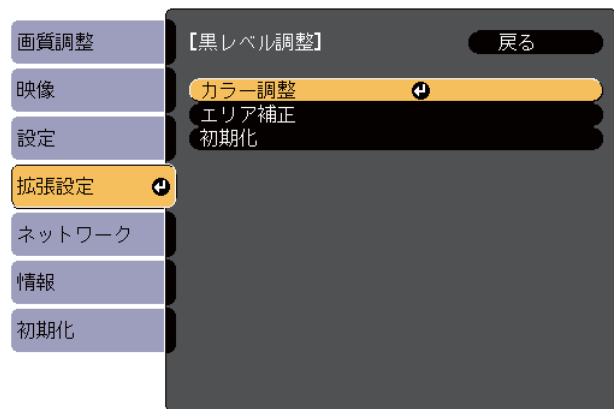 画質調整
映像
設定
拡張設定
ネットワーク
情報
初期化
【黒レベル調整】
戻る
カラー調整
エリア補正
初期化